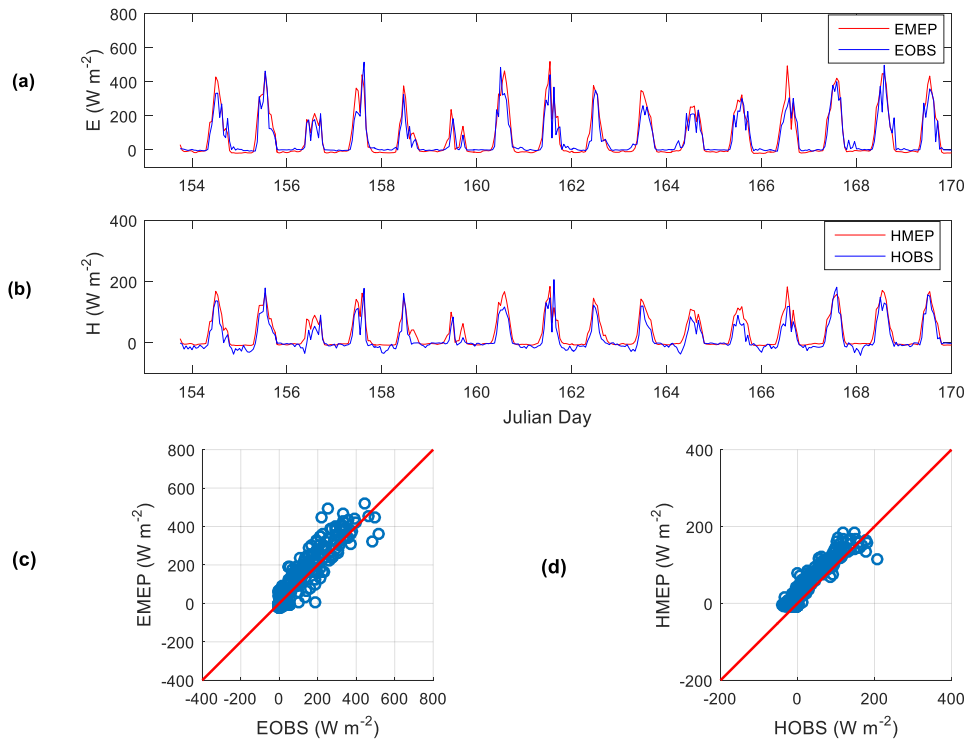 (a)
E (W m-2)
800
600
400
200
0
EMEP
EOBS
154 156 158 160 162 164 166 168 170
(b)
H (W m-2)
400
200
0
HMEP
HOBS
154 156 158 160 162 164 166 168 170
Julian Day
(c)
EMEP (W m-2)
800
600
400
200
0
-200
-400
-400 -200 0 200 400 600 800
EOBS (W m-2)
(d)
HMEP (W m-2)
400
200
0
-200
-200 0 200 400
HOBS (W m-2)